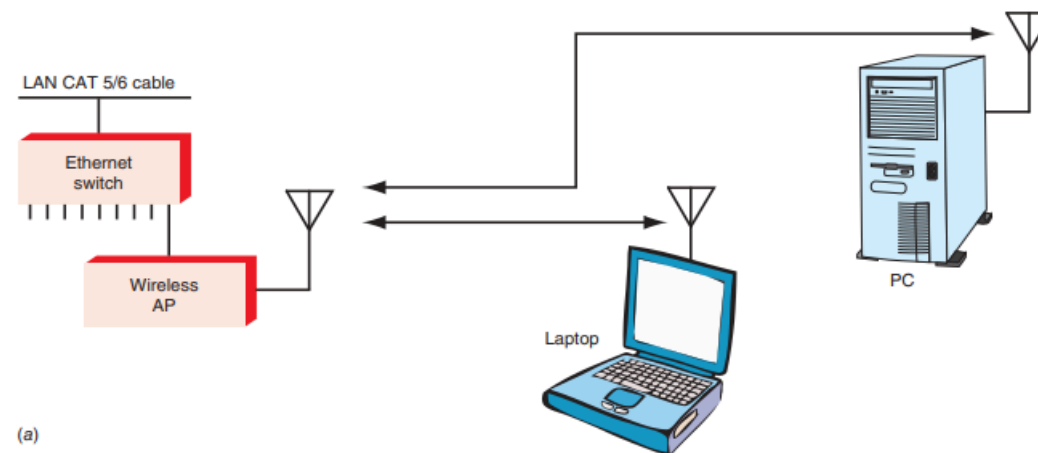 LAN CAT 5/6 cable
Ethernet
switch
Wireless
AP
Laptop
PC
(a)